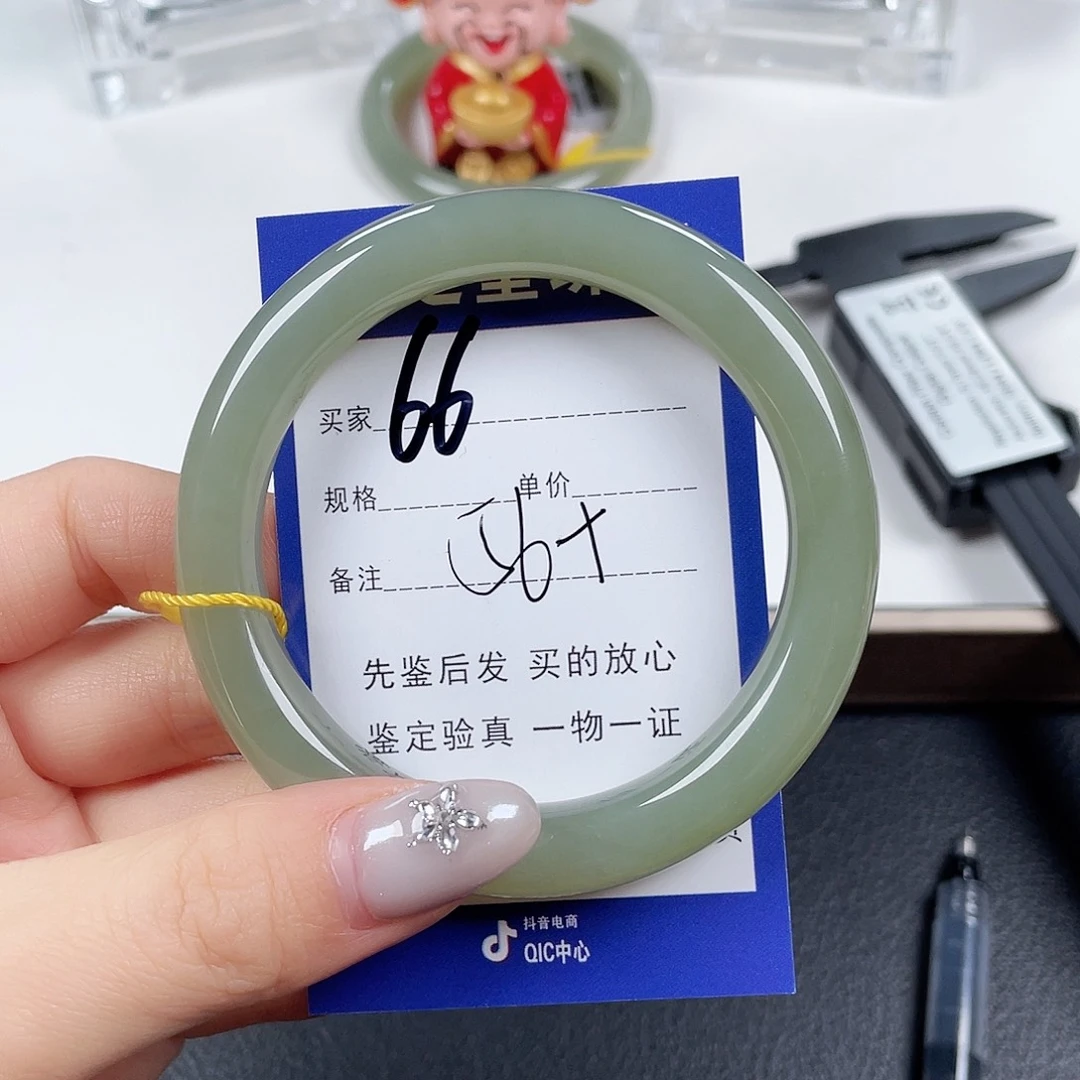 买家 66
规格 单价
备注 56+
先鉴后发 买的放心
鉴定验真 一物一证
抖音电商
QIC中心